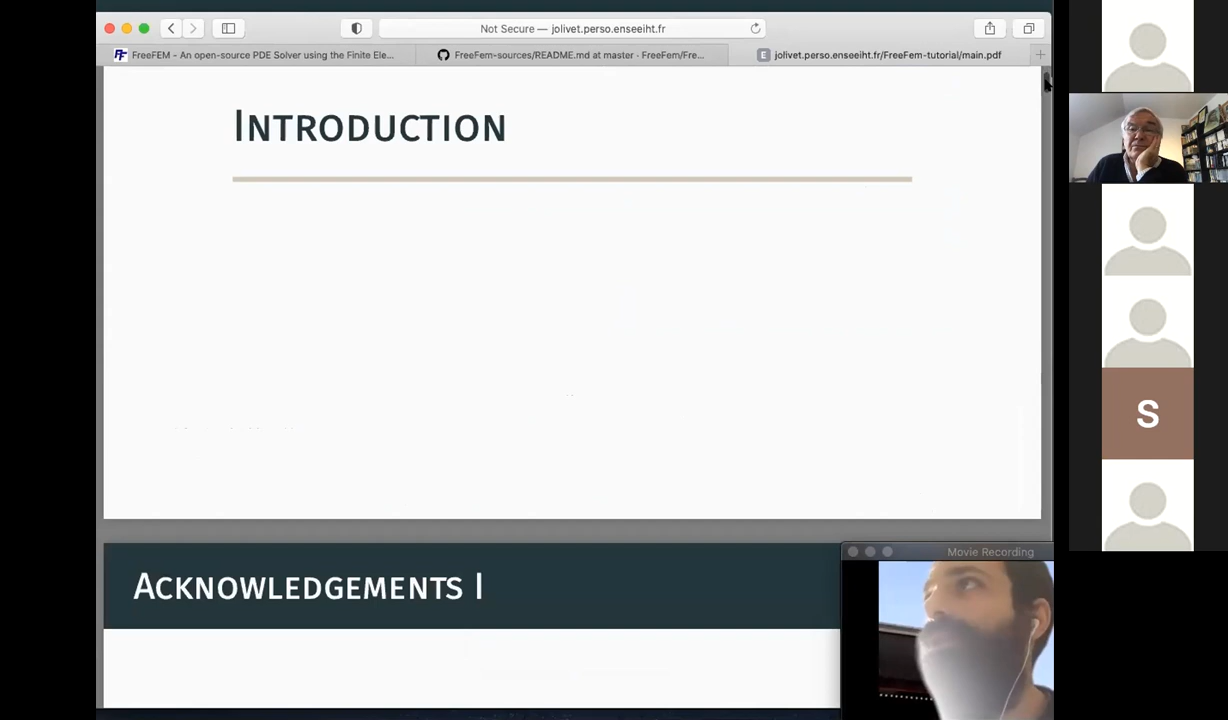 Not Secure — jolivet.perso.enseeiht.fr
FreeFEM - An open-source PDE Solver using the Finite Ele...
FreeFem-sources/README.md at master · FreeFem/Fre...
E
jolivet.perso.enseeiht.fr/FreeFem-tutorial/main.pdf
INTRODUCTION
ACKNOWLEDGEMENTS I
Movie Recording
S